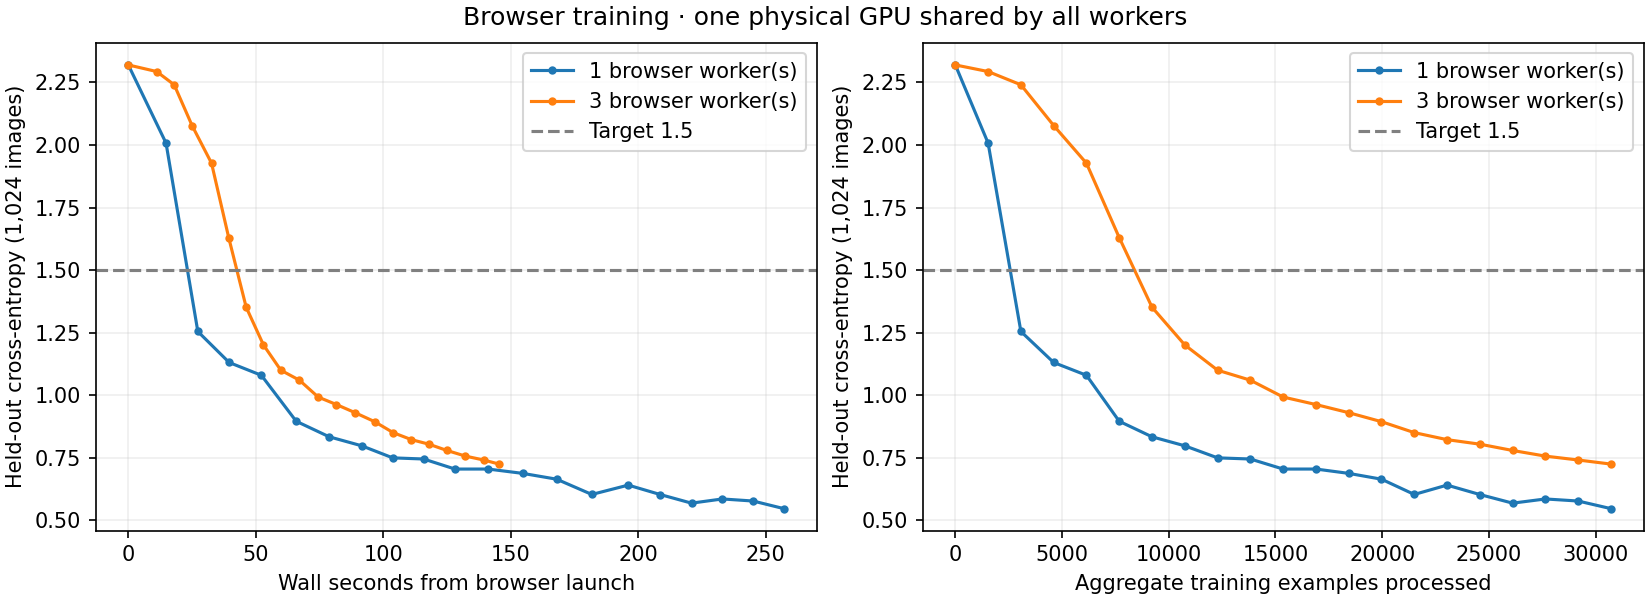 Browser training · one physical GPU shared by all workers
Held-out cross-entropy (1,024 images)
2.25
2.00
1.75
1.50
1.25
1.00
0.75
0.50
1 browser worker(s)
3 browser worker(s)
Target 1.5
0
50
100
150
200
250
Wall seconds from browser launch
Held-out cross-entropy (1,024 images)
2.25
2.00
1.75
1.50
1.25
1.00
0.75
0.50
1 browser worker(s)
3 browser worker(s)
Target 1.5
0
5000
10000
15000
20000
25000
30000
Aggregate training examples processed